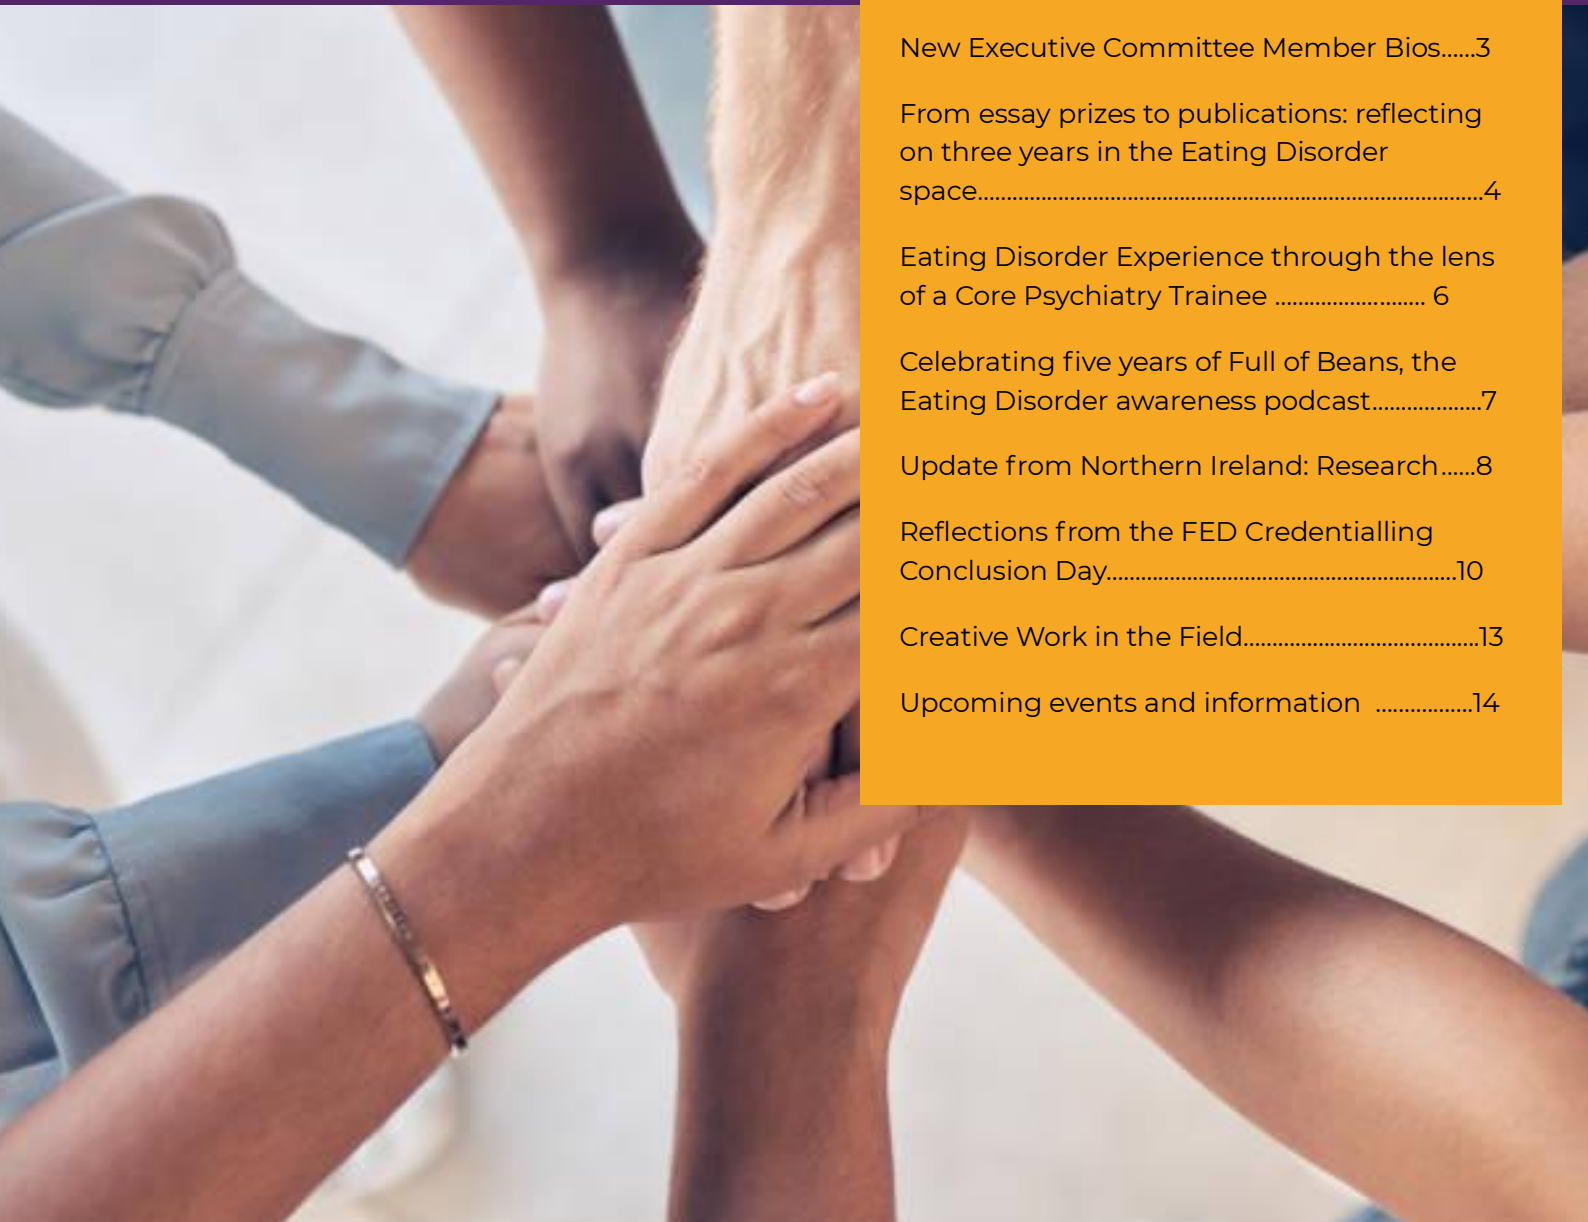 New Executive Committee Member Bios......3
From essay prizes to publications: reflecting
on three years in the Eating Disorder
space........................................................................................4
Eating Disorder Experience through the lens
of a Core Psychiatry Trainee .......................... 6
Celebrating five years of Full of Beans, the
Eating Disorder awareness podcast...................7
Update from Northern Ireland: Research......8
Reflections from the FED Credentialling
Conclusion Day.............................................................10
Creative Work in the Field.........................................13
Upcoming events and information .................14